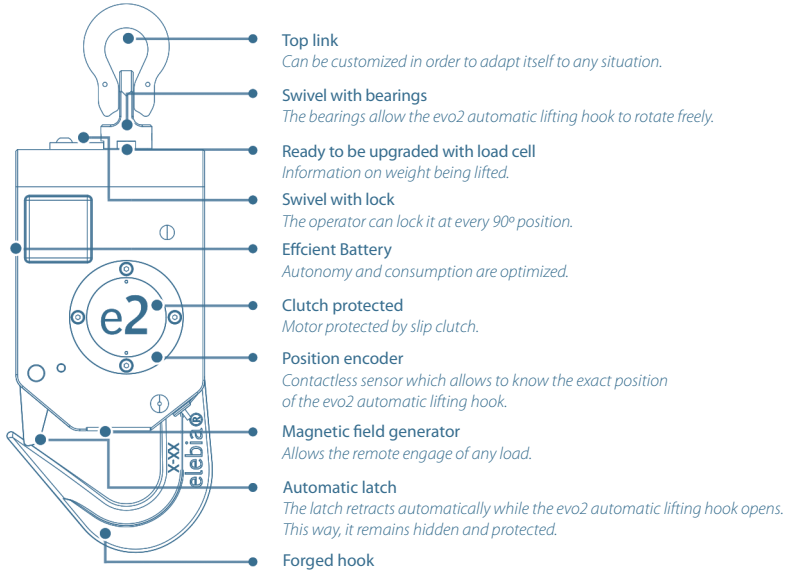 Top link
Can be customized in order to adapt itself to any situation.
Swivel with bearings
The bearings allow the evo2 automatic lifting hook to rotate freely.
Ready to be upgraded with load cell
Information on weight being lifted.
Swivel with lock
The operator can lock it at every 90º position.
Effcient Battery
Autonomy and consumption are optimized.
Clutch protected
Motor protected by slip clutch.
Position encoder
Contactless sensor which allows to know the exact position
of the evo2 automatic lifting hook.
Magnetic field generator
Allows the remote engage of any load.
Automatic latch
The latch retracts automatically while the evo2 automatic lifting hook opens.
This way, it remains hidden and protected.
Forged hook
e2
X-XX
elebia®